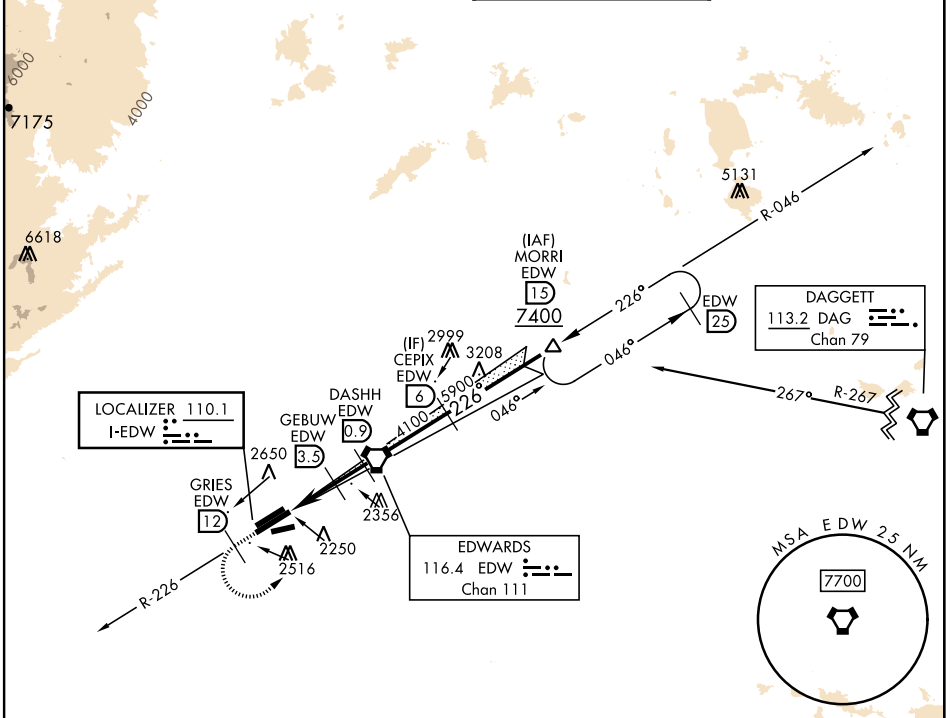 6000
4000
7175
6618
5131
R-046
(IAF)
MORRI
EDW
15
7400
226°
046°
EDW
25
DAGGETT
113.2 DAG
Chan 79
267° R-267
(IF)
CEPIX
EDW
6
2999
3208
5900
4100
226°
046°
DASHH
EDW
0.9
GEBUW
EDW
3.5
LOCALIZER 110.1
I-EDW
2650
GRIES
EDW
12
2356
2250
2516
R-226
EDWARDS
116.4 EDW
Chan 111
MSA EDW 25 NM
7700